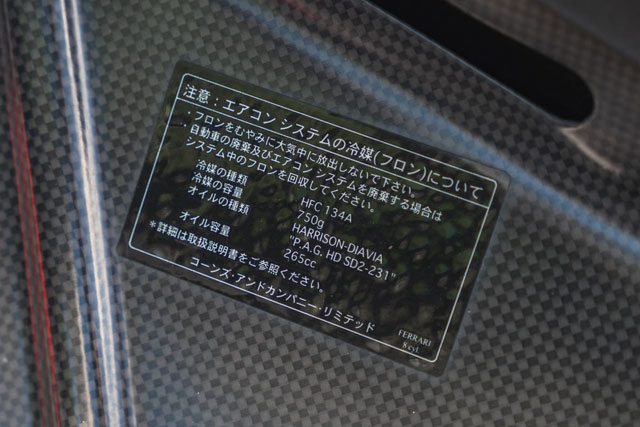 注意：エアコン システムの冷媒(フロン)について
・フロンをむやみに大気中に放出しないで下さい。
・自動車の廃棄及びエアコン システムを廃棄する場合は
システム中のフロンを回収してください。
冷媒の種類 HFC 134A
冷媒の容量 750g
オイルの種類 HARRISON-DIAVIA
"P.A.G. HD SD2-231"
オイル容量 265cc
＊詳細は取扱説明書をご参照ください。
コーンズ・アンドカンパニー・リミテッド
FERRARI
8 cyl